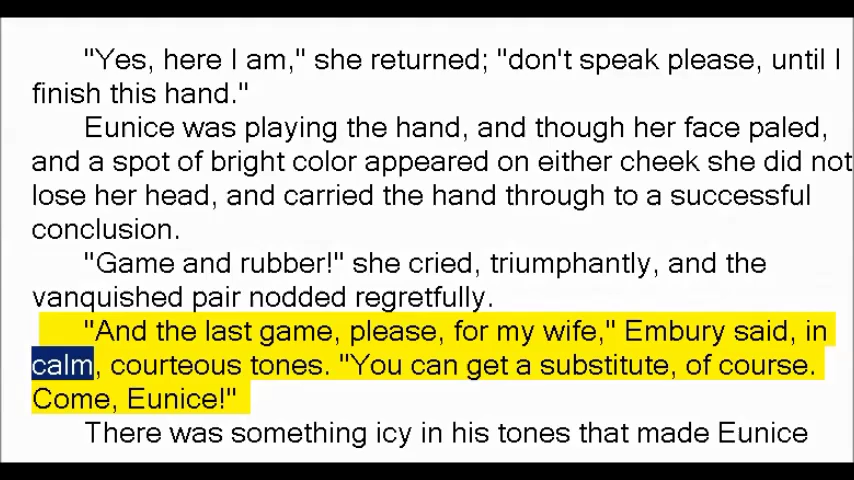 "Yes, here I am," she returned; "don't speak please, until I
finish this hand."
Eunice was playing the hand, and though her face paled,
and a spot of bright color appeared on either cheek she did not
lose her head, and carried the hand through to a successful
conclusion.
"Game and rubber!" she cried, triumphantly, and the
vanquished pair nodded regretfully.
"And the last game, please, for my wife," Embury said, in
calm, courteous tones. "You can get a substitute, of course.
Come, Eunice!"
There was something icy in his tones that made Eunice